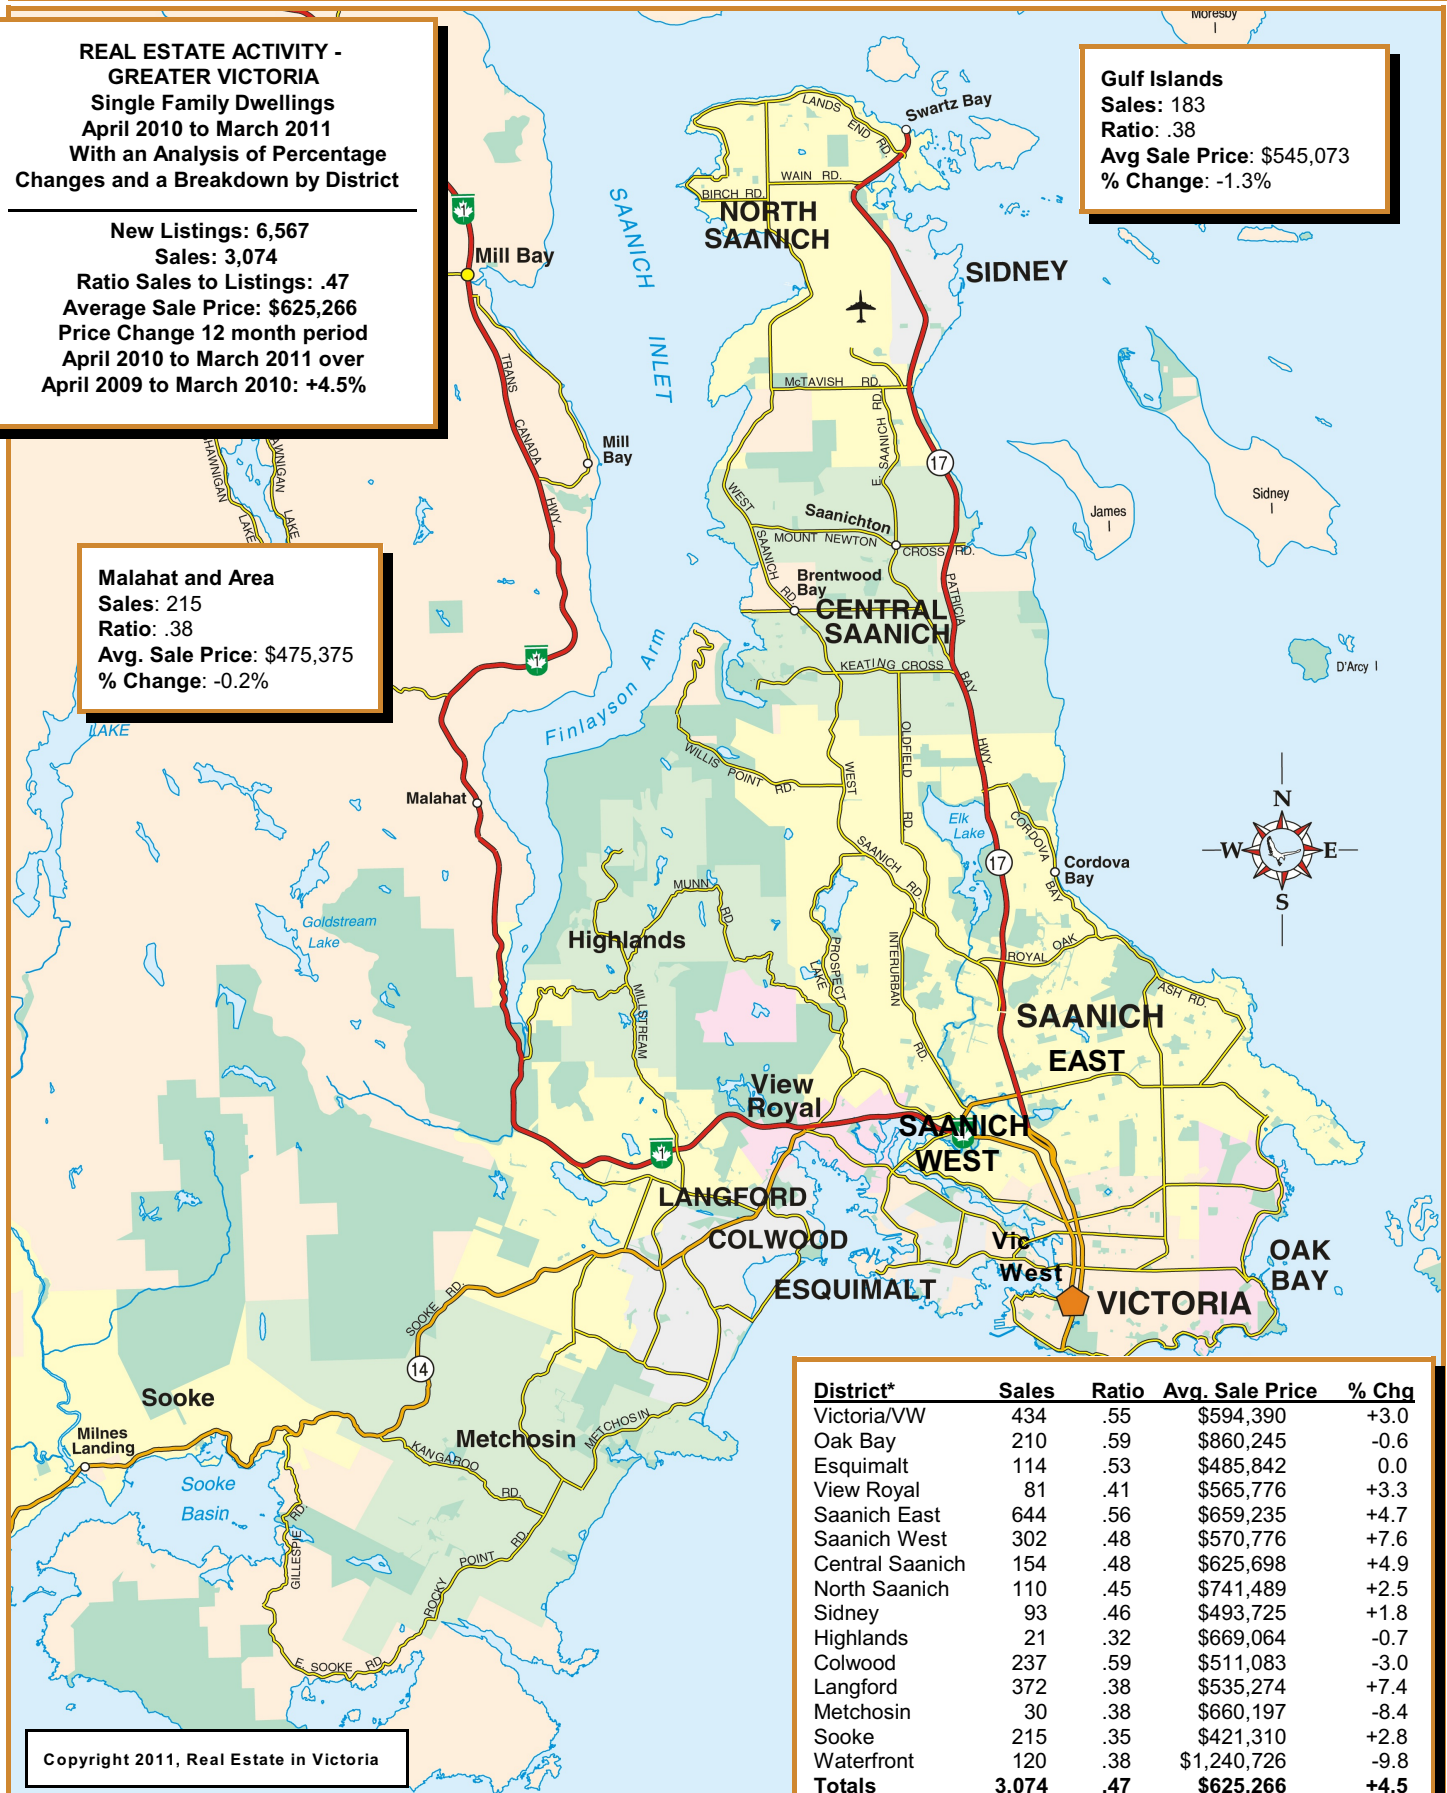 REAL ESTATE ACTIVITY -
GREATER VICTORIA
Single Family Dwellings
April 2010 to March 2011
With an Analysis of Percentage
Changes and a Breakdown by District
New Listings: 6,567
Sales: 3,074
Ratio Sales to Listings: .47
Average Sale Price: $625,266
Price Change 12 month period
April 2010 to March 2011 over
April 2009 to March 2010: +4.5%
Moresby
I
Gulf Islands
Sales: 183
Ratio: .38
Avg Sale Price: $545,073
% Change: -1.3%
LANDS
END RD.
Swartz Bay
WAIN RD.
BIRCH RD.
NORTH
SAANICH
SIDNEY
SAANICH
INLET
1
Mill Bay
McTAVISH RD.
TRANS
CANADA
HWY.
Mill
Bay
E. SAANICH RD.
17
SHAWNIGAN
LAKE
LAKE
WEST
SAANICH
RD.
Saanichton
MOUNT NEWTON
CROSS RD.
James
I
Sidney
I
Malahat and Area
Sales: 215
Ratio: .38
Avg. Sale Price: $475,375
% Change: -0.2%
Brentwood
Bay
CENTRAL
SAANICH
PATRICIA
BAY
HWY.
D'Arcy I
1
KEATING CROSS
Finlayson Arm
LAKE
WILLIS POINT RD.
WEST
SAANICH
RD.
OLDFIELD
RD.
Malahat
Elk
Lake
CORDOVA
BAY
17
Cordova
Bay
N
W
E
S
MUNN
RD.
Goldstream
Lake
Highlands
PROSPECT
LAKE
INTERURBAN
RD.
ROYAL OAK
MILLSTREAM
ASH RD.
SAANICH
EAST
View
Royal
SAANICH
WEST
1
LANGFORD
COLWOOD
ESQUIMALT
Vic
West
OAK
BAY
VICTORIA
SOOKE RD.
14
Sooke
Milnes
Landing
Metchosin
METCHOSIN
KANGAROO
RD.
Sooke
Basin
GILLESPIE RD.
ROCKY POINT RD.
E. SOOKE RD.
Copyright 2011, Real Estate in Victoria
District* Sales Ratio Avg. Sale Price % Chg
Victoria/VW 434 .55 $594,390 +3.0
Oak Bay 210 .59 $860,245 -0.6
Esquimalt 114 .53 $485,842 0.0
View Royal 81 .41 $565,776 +3.3
Saanich East 644 .56 $659,235 +4.7
Saanich West 302 .48 $570,776 +7.6
Central Saanich 154 .48 $625,698 +4.9
North Saanich 110 .45 $741,489 +2.5
Sidney 93 .46 $493,725 +1.8
Highlands 21 .32 $669,064 -0.7
Colwood 237 .59 $511,083 -3.0
Langford 372 .38 $535,274 +7.4
Metchosin 30 .38 $660,197 -8.4
Sooke 215 .35 $421,310 +2.8
Waterfront 120 .38 $1,240,726 -9.8
Totals 3,074 .47 $625,266 +4.5